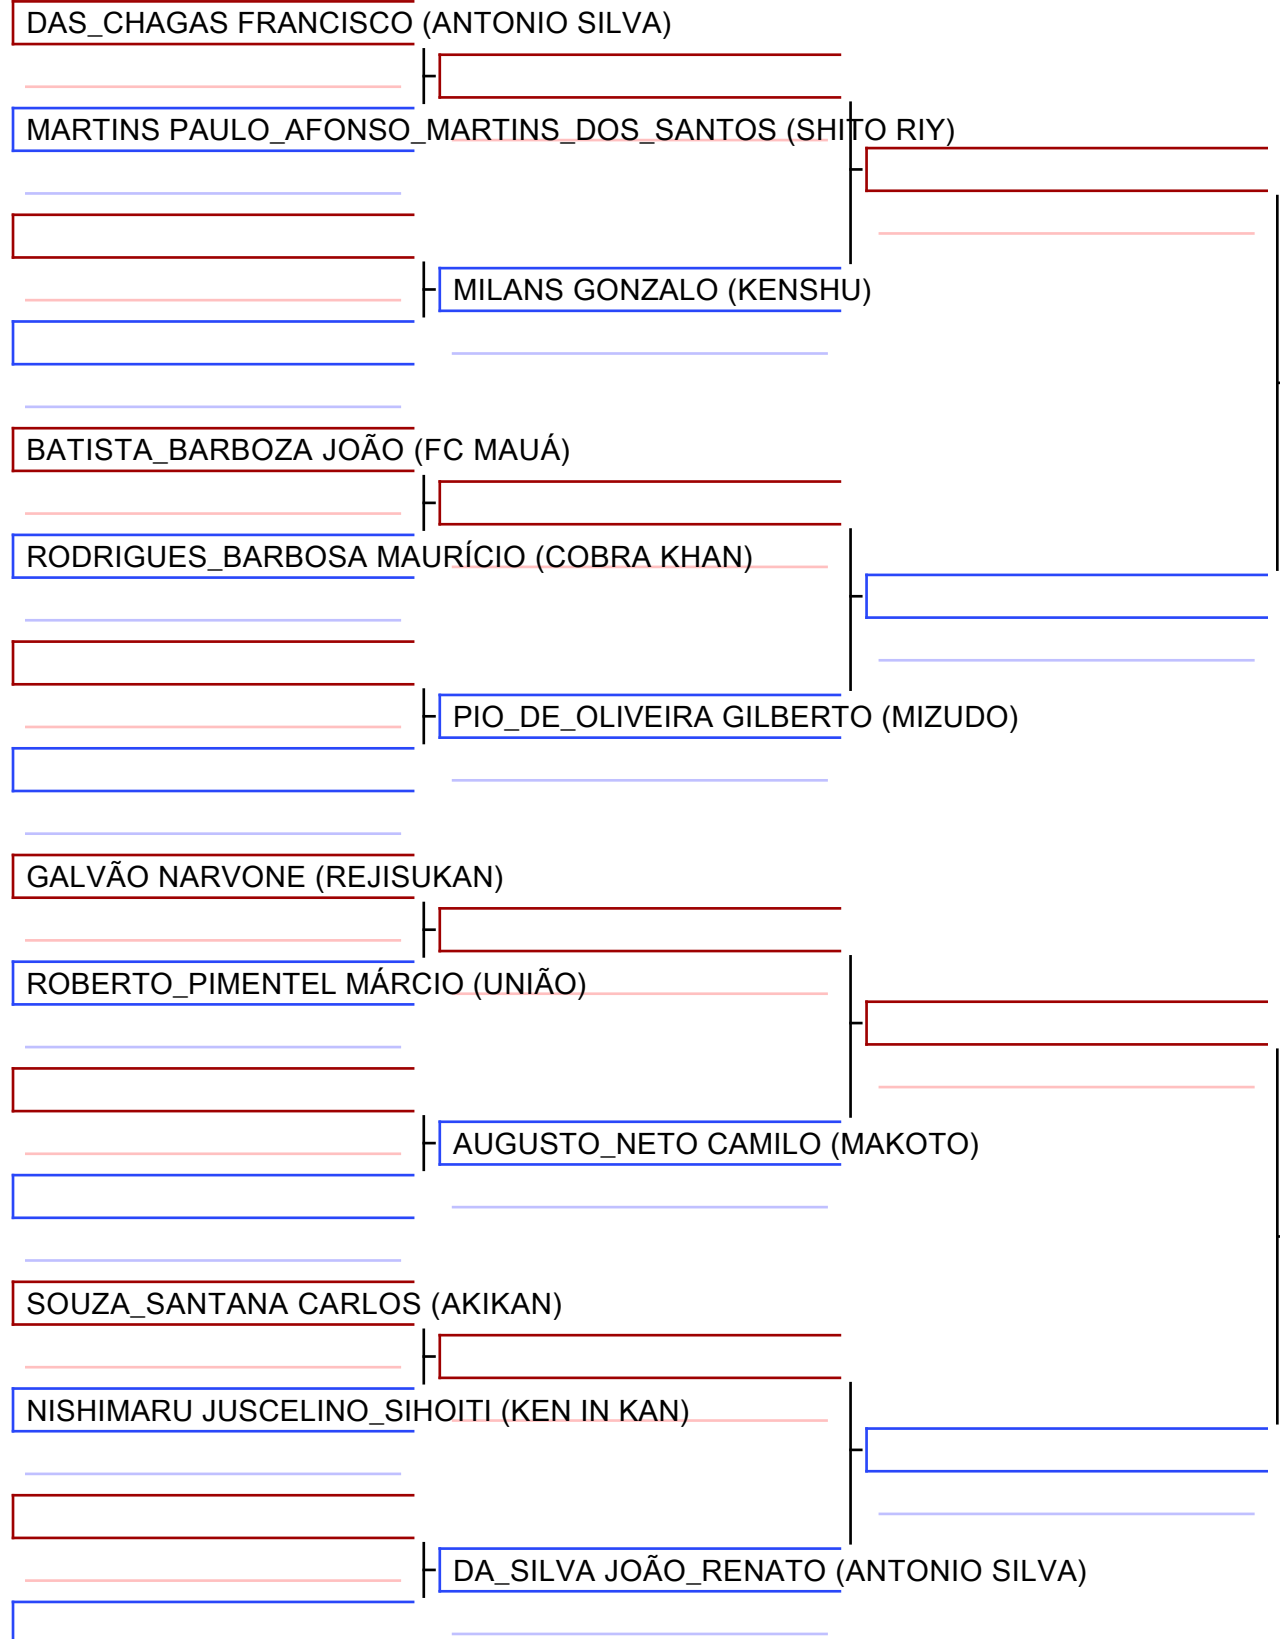 DAS_CHAGAS FRANCISCO (ANTONIO SILVA)
MARTINS PAULO_AFONSO_MARTINS_DOS_SANTOS (SHITO RIY)
MILANS GONZALO (KENSHU)
BATISTA_BARBOZA JOÃO (FC MAUÁ)
RODRIGUES_BARBOSA MAURÍCIO (COBRA KHAN)
PIO_DE_OLIVEIRA GILBERTO (MIZUDO)
GALVÃO NARVONE (REJISUKAN)
ROBERTO_PIMENTEL MÁRCIO (UNIÃO)
AUGUSTO_NETO CAMILO (MAKOTO)
SOUZA_SANTANA CARLOS (AKIKAN)
NISHIMARU JUSCELINO_SIHOITI (KEN IN KAN)
DA_SILVA JOÃO_RENATO (ANTONIO SILVA)